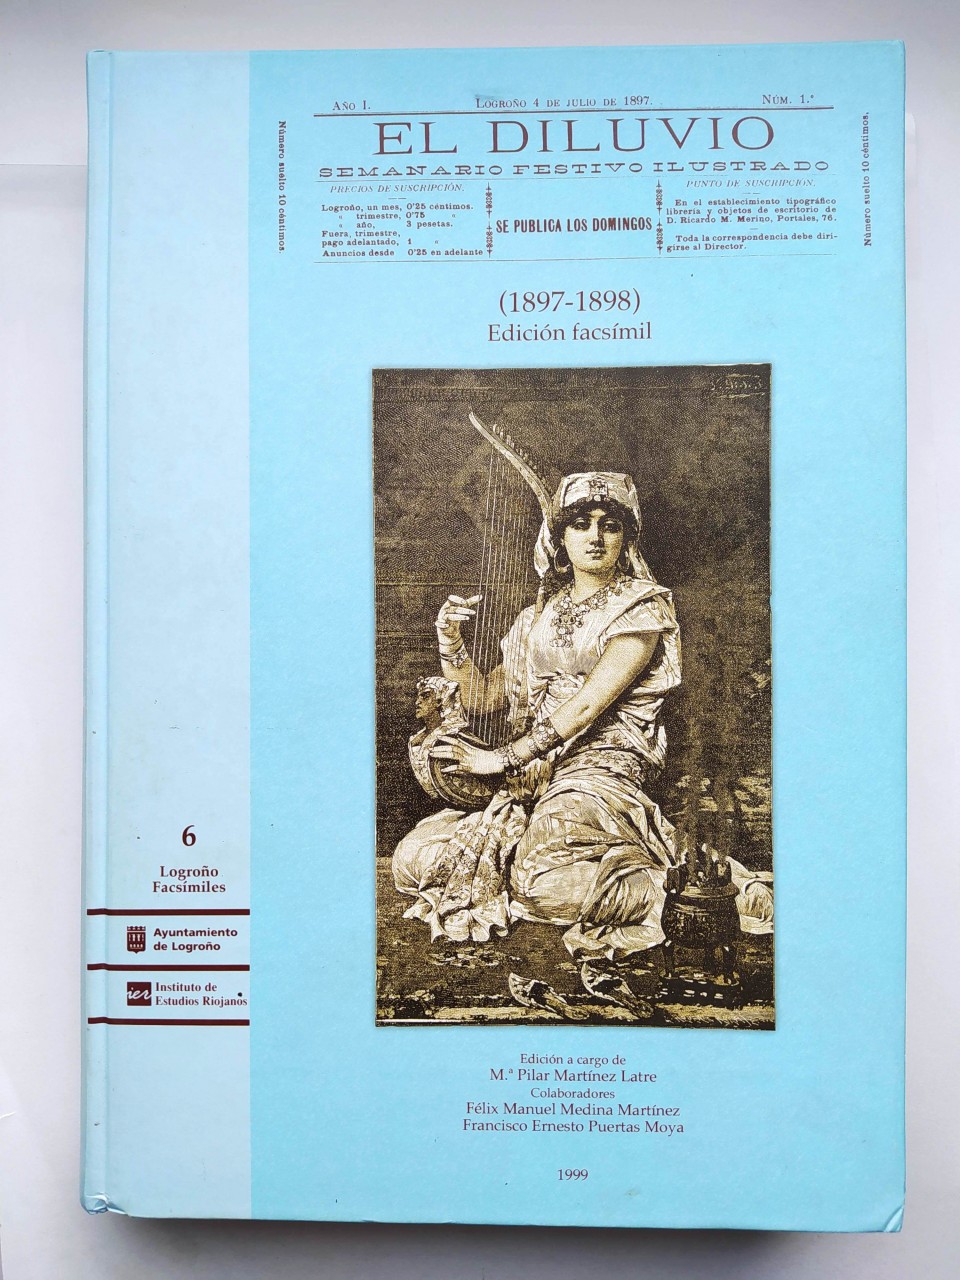 AÑO I.
LOGROÑO 4 DE JULIO DE 1897.
NÚM. 1.º
EL DILUVIO
SEMANARIO FESTIVO ILUSTRADO
Número suelto 10 céntimos.
PRECIOS DE SUSCRIPCIÓN.
Logroño, un mes, 0'25 céntimos.
" trimestre, 0'75 "
" año, 3 pesetas.
Fuera, trimestre,
pago adelantado, 1 "
Anuncios desde 0'25 en adelante
SE PUBLICA LOS DOMINGOS
PUNTO DE SUSCRIPCIÓN.
En el establecimiento tipográfico
librería y objetos de escritorio de
D. Ricardo M. Merino, Portales, 76.
Toda la correspondencia debe diri-
girse al Director.
Número suelto 10 céntimos.
(1897-1898)
Edición facsímil
6
Logroño
Facsímiles
Ayuntamiento
de Logroño
ier
Instituto de
Estudios Riojanos
Edición a cargo de
M.ª Pilar Martínez Latre
Colaboradores
Félix Manuel Medina Martínez
Francisco Ernesto Puertas Moya
1999